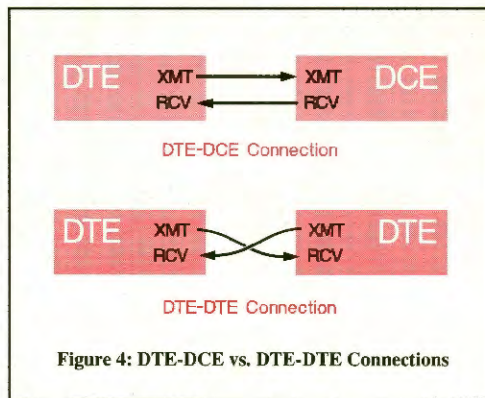 DTE XMT XMT DCE
RCV RCV
DTE-DCE Connection
DTE XMT XMT DTE
RCV RCV
DTE-DTE Connection
Figure 4: DTE-DCE vs. DTE-DTE Connections